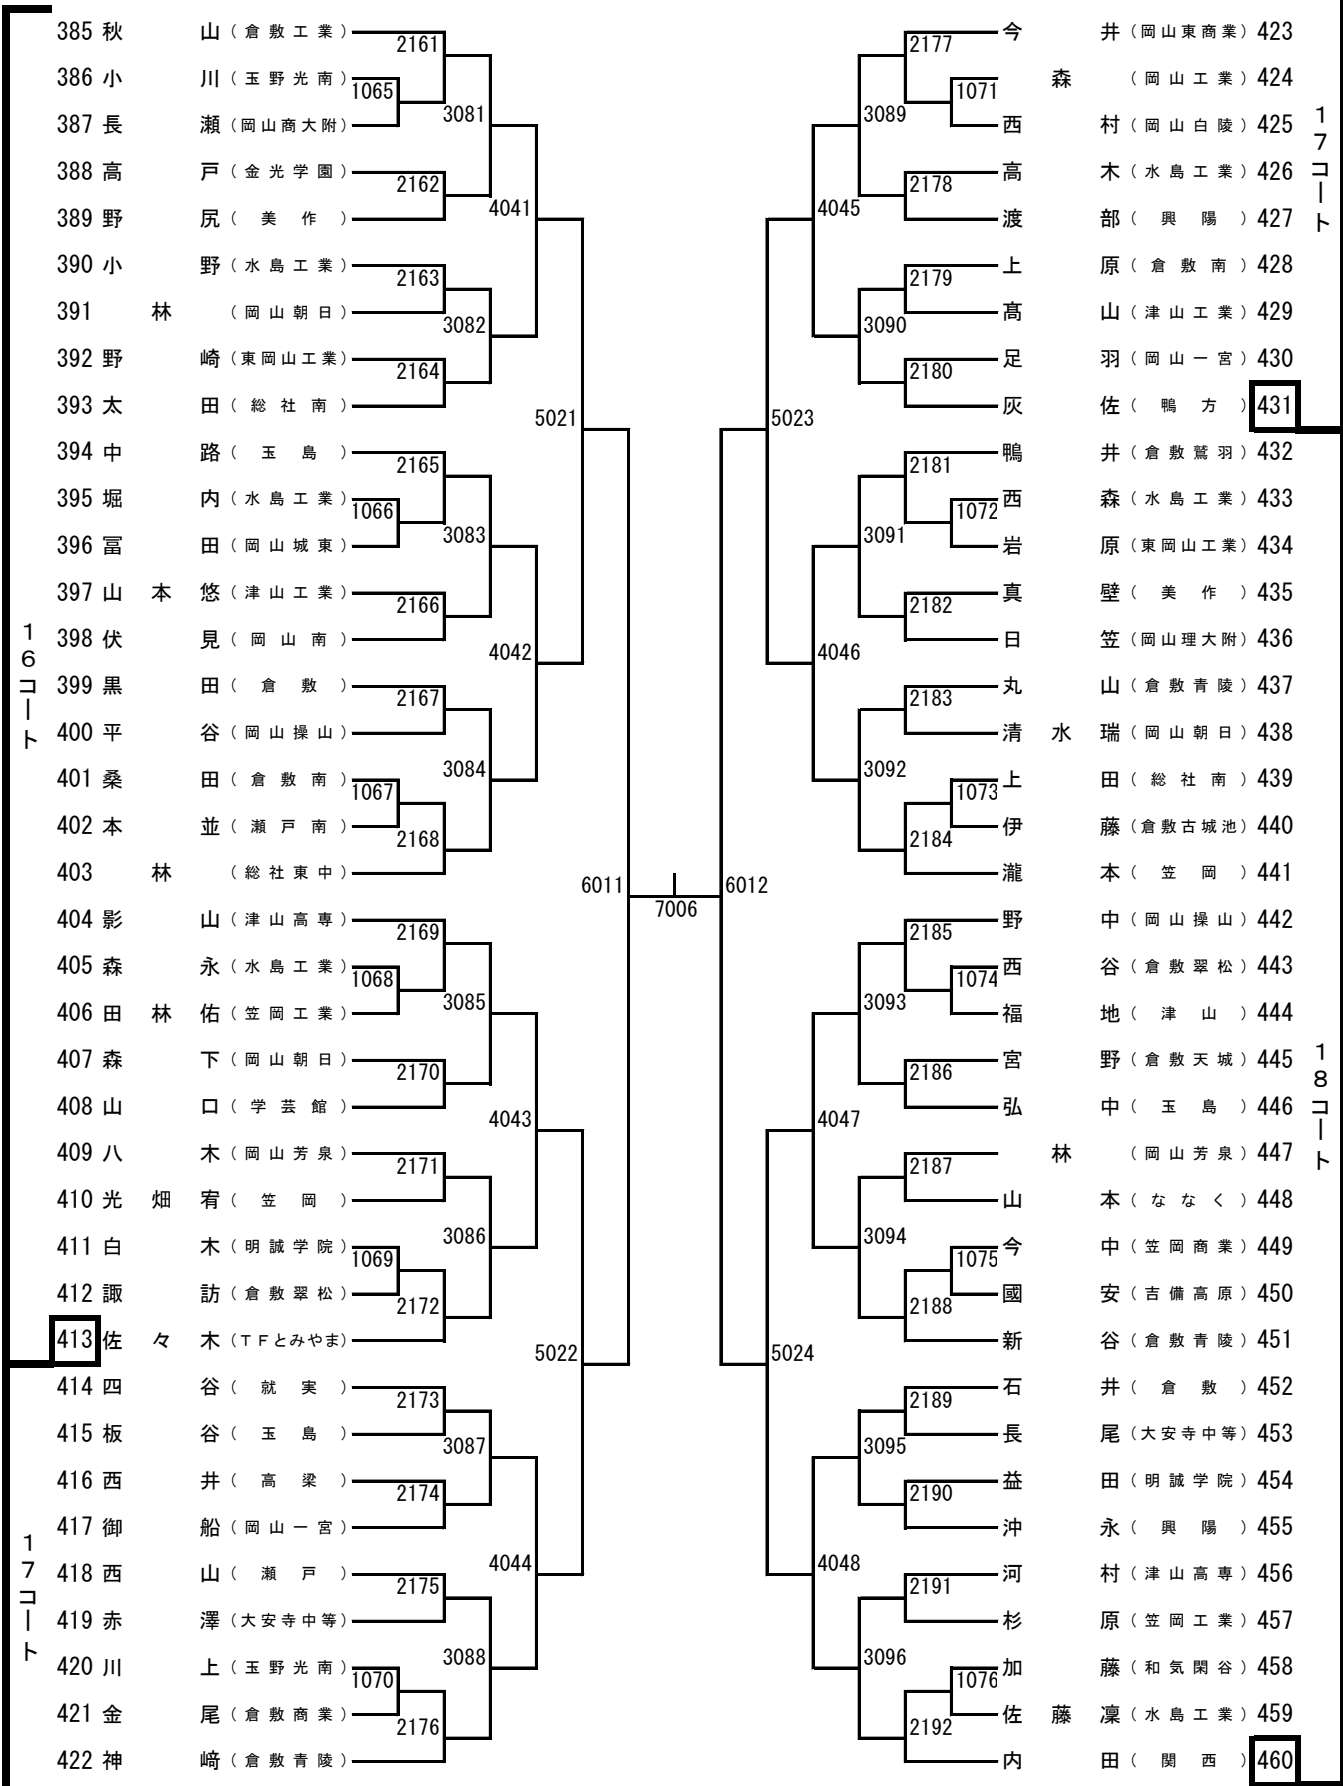 385 秋山（倉敷工業）
386 小川（玉野光南）
387 長瀬（岡山商大附）
388 高戸（金光学園）
389 野尻（美作）
390 小野（水島工業）
391 林（岡山朝日）
392 野崎（東岡山工業）
393 太田（総社南）
394 中路（玉島）
395 堀内（水島工業）
396 冨田（岡山城東）
397 山本悠（津山工業）
398 伏見（岡山南）
399 黒田（倉敷）
400 平谷（岡山操山）
401 桑田（倉敷南）
402 本並（瀬戸南）
403 林（総社東中）
404 影山（津山高専）
405 森永（水島工業）
406 田林佑（笠岡工業）
407 森下（岡山朝日）
408 山口（学芸館）
409 八木（岡山芳泉）
410 光畑宥（笠岡）
411 白木（明誠学院）
412 諏訪（倉敷翠松）
413 佐々木（ＴＦとみやま）
414 四谷（就実）
415 板谷（玉島）
416 西井（高梁）
417 御船（岡山一宮）
418 西山（瀬戸）
419 赤澤（大安寺中等）
420 川上（玉野光南）
421 金尾（倉敷商業）
422 神﨑（倉敷青陵）
16コート
17コート
1065
1066
1067
1068
1069
1070
2161
2162
2163
2164
2165
2166
2167
2168
2169
2170
2171
2172
2173
2174
2175
2176
3081
3082
3083
3084
3085
3086
3087
3088
4041
4042
4043
4044
5021
5022
6011
7006
6012
5023
5024
4045
4046
4047
4048
3089
3090
3091
3092
3093
3094
3095
3096
2177
2178
2179
2180
2181
2182
2183
2184
2185
2186
2187
2188
2189
2190
2191
2192
1071
1072
1073
1074
1075
1076
今井（岡山東商業）423
森（岡山工業）424
西村（岡山白陵）425
高木（水島工業）426
渡部（興陽）427
上原（倉敷南）428
髙山（津山工業）429
足羽（岡山一宮）430
灰佐（鴨方）431
鴨井（倉敷鷲羽）432
西森（水島工業）433
岩原（東岡山工業）434
真壁（美作）435
日笠（岡山理大附）436
丸山（倉敷青陵）437
清水瑞（岡山朝日）438
上田（総社南）439
伊藤（倉敷古城池）440
瀧本（笠岡）441
野中（岡山操山）442
西谷（倉敷翠松）443
福地（津山）444
宮野（倉敷天城）445
弘中（玉島）446
林（岡山芳泉）447
山本（ななく）448
今中（笠岡商業）449
國安（吉備高原）450
新谷（倉敷青陵）451
石井（倉敷）452
長尾（大安寺中等）453
益田（明誠学院）454
沖永（興陽）455
河村（津山高専）456
杉原（笠岡工業）457
加藤（和気閑谷）458
佐藤凜（水島工業）459
内田（関西）460
17コート
18コート